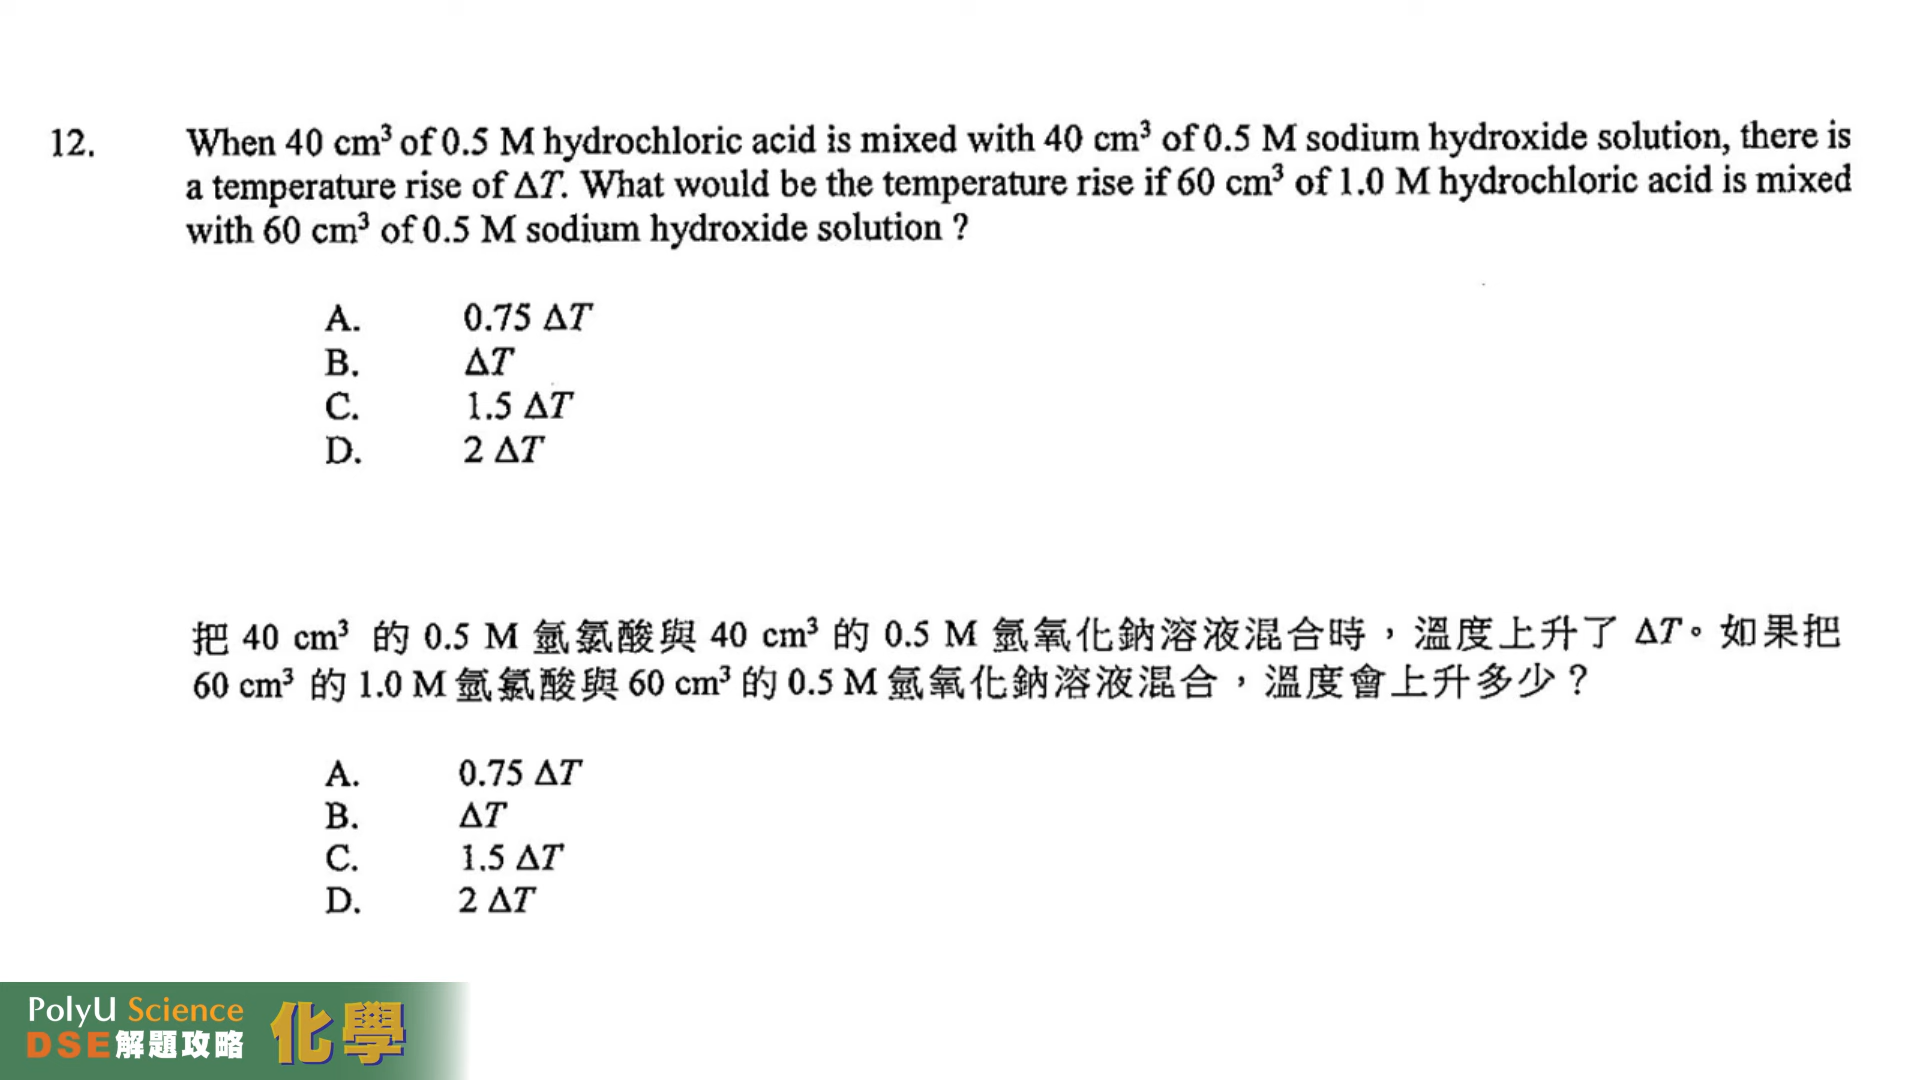 12. When 40 cm³ of 0.5 M hydrochloric acid is mixed with 40 cm³ of 0.5 M sodium hydroxide solution, there is
a temperature rise of ΔT. What would be the temperature rise if 60 cm³ of 1.0 M hydrochloric acid is mixed
with 60 cm³ of 0.5 M sodium hydroxide solution ?
A. 0.75 ΔT
B. ΔT
C. 1.5 ΔT
D. 2 ΔT
把 40 cm³ 的 0.5 M 氫氯酸與 40 cm³ 的 0.5 M 氫氧化鈉溶液混合時，溫度上升了 ΔT。如果把
60 cm³ 的 1.0 M 氫氯酸與 60 cm³ 的 0.5 M 氫氧化鈉溶液混合，溫度會上升多少？
A. 0.75 ΔT
B. ΔT
C. 1.5 ΔT
D. 2 ΔT
PolyU Science
DSE解題攻略 化學